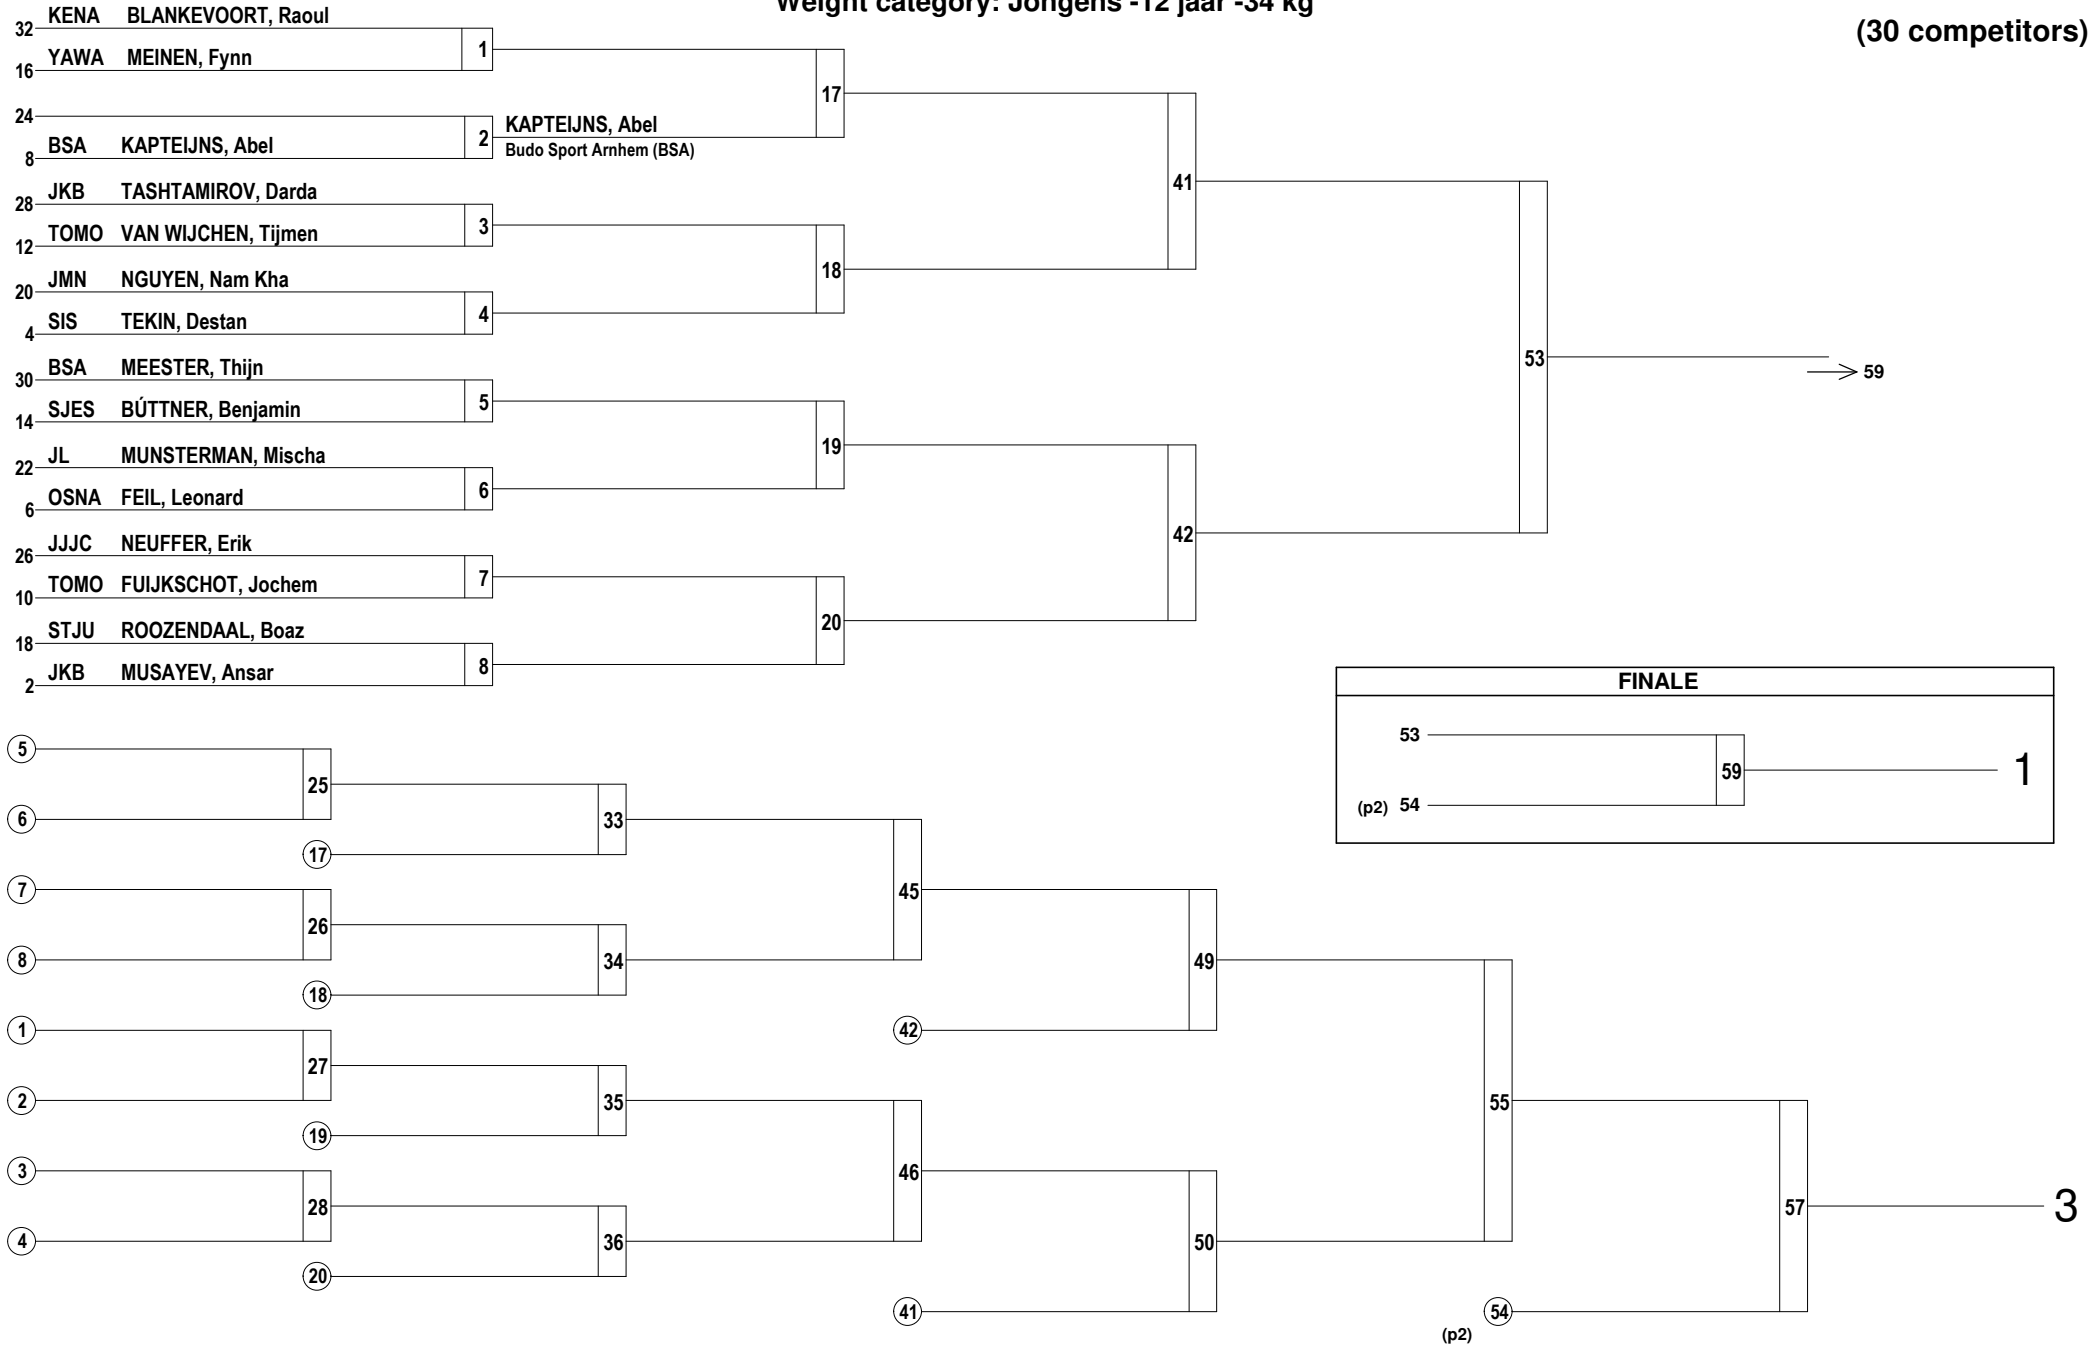 Weight category: Jongens -12 jaar -34 kg
(30 competitors)
32 KENA BLANKEVOORT, Raoul
1
16 YAWA MEINEN, Fynn
17
24
2 KAPTEIJNS, Abel
Budo Sport Arnhem (BSA)
8 BSA KAPTEIJNS, Abel
41
28 JKB TASHTAMIROV, Darda
3
12 TOMO VAN WIJCHEN, Tijmen
18
20 JMN NGUYEN, Nam Kha
4
4 SIS TEKIN, Destan
53
59
30 BSA MEESTER, Thijn
5
14 SJES BÚTTNER, Benjamin
19
22 JL MUNSTERMAN, Mischa
6
6 OSNA FEIL, Leonard
42
26 JJJC NEUFFER, Erik
7
10 TOMO FUIJKSCHOT, Jochem
20
18 STJU ROOZENDAAL, Boaz
8
2 JKB MUSAYEV, Ansar
FINALE
53
59 1
(p2) 54
5
25
6
33
17
7
45
26
8
34
49
18
1
42
27
2
35
55
19
3
46
28
57 3
4
36
50
20
41
54
(p2)